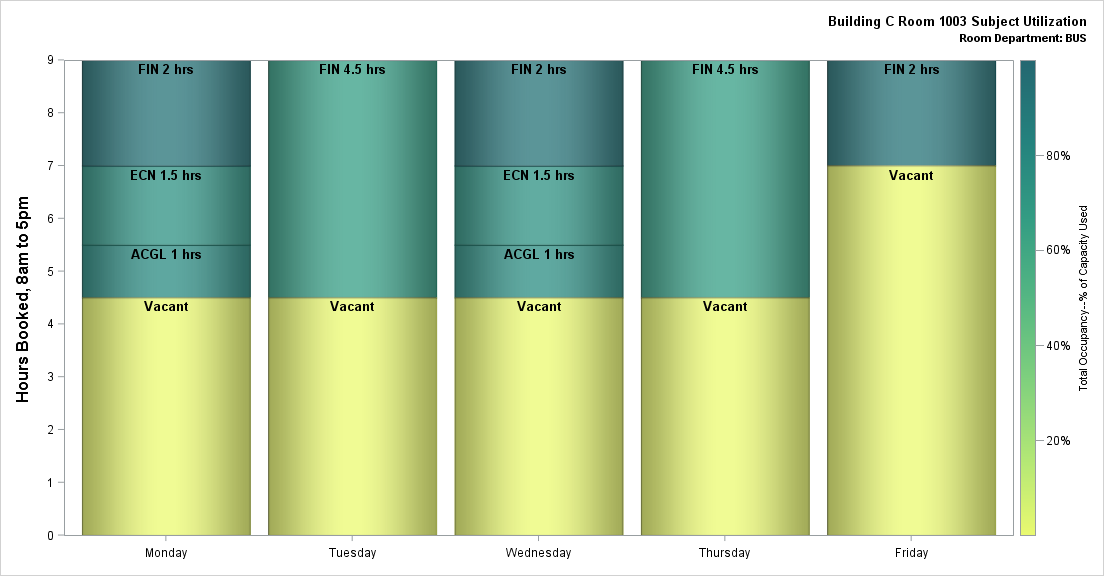 Building C Room 1003 Subject Utilization
Room Department: BUS
Hours Booked, 8am to 5pm
9
8
7
6
5
4
3
2
1
0
FIN 2 hrs
ECN 1.5 hrs
ACGL 1 hrs
Vacant
FIN 4.5 hrs
Vacant
FIN 2 hrs
ECN 1.5 hrs
ACGL 1 hrs
Vacant
FIN 4.5 hrs
Vacant
FIN 2 hrs
Vacant
Monday
Tuesday
Wednesday
Thursday
Friday
80%
60%
40%
20%
Total Occupancy--% of Capacity Used